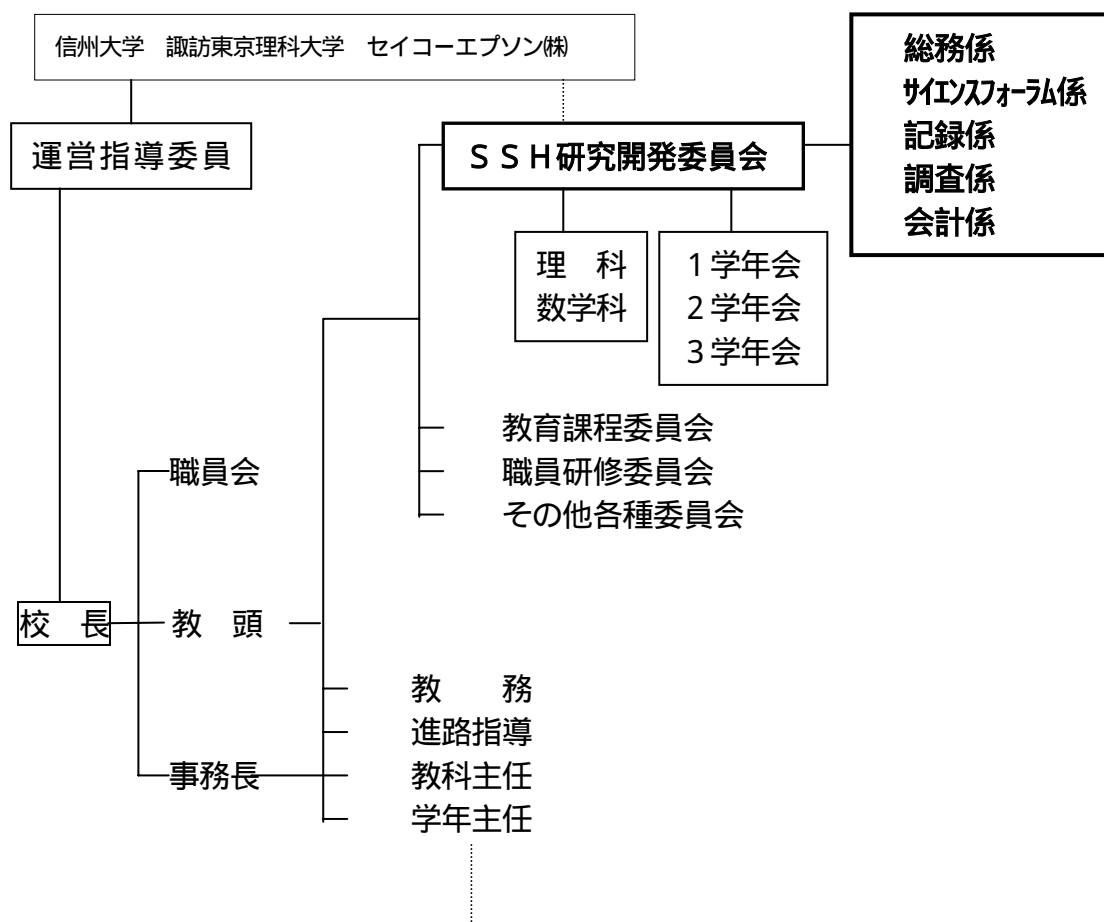 信州大学　諏訪東京理科大学　セイコーエプソン㈱
運営指導委員
ＳＳＨ研究開発委員会
総務係
ｻｲｴﾝｽﾌｫｰﾗﾑ係
記録係
調査係
会計係
理　科
数学科
１学年会
２学年会
３学年会
教育課程委員会
職員研修委員会
その他各種委員会
職員会
校　長
教　頭
事務長
教　　務
進路指導
教科主任
学年主任